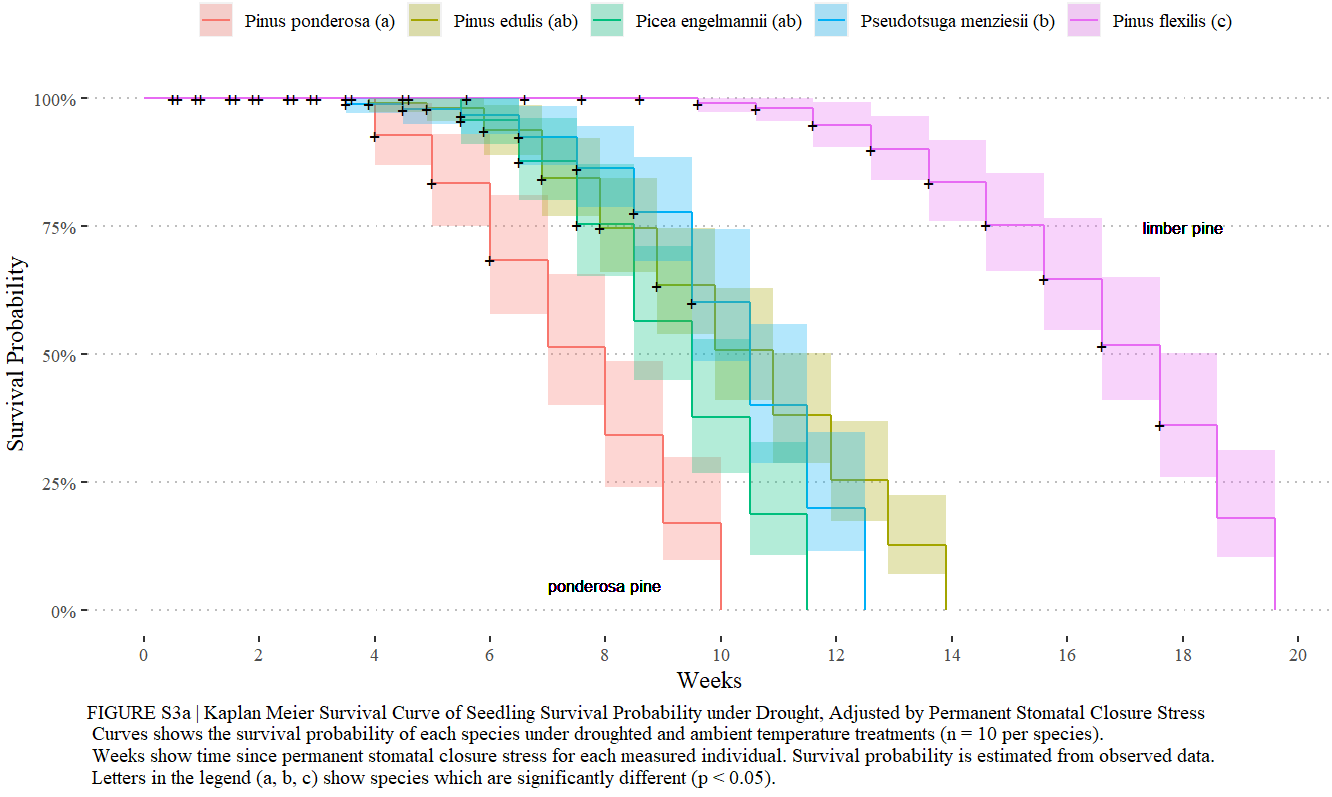 Pinus ponderosa (a) Pinus edulis (ab) Picea engelmannii (ab) Pseudotsuga menziesii (b) Pinus flexilis (c)
100%
75%
50%
25%
0%
Survival Probability
limber pine
ponderosa pine
0 2 4 6 8 10 12 14 16 18 20
Weeks
FIGURE S3a | Kaplan Meier Survival Curve of Seedling Survival Probability under Drought, Adjusted by Permanent Stomatal Closure Stress
Curves shows the survival probability of each species under droughted and ambient temperature treatments (n = 10 per species).
Weeks show time since permanent stomatal closure stress for each measured individual. Survival probability is estimated from observed data.
Letters in the legend (a, b, c) show species which are significantly different (p < 0.05).